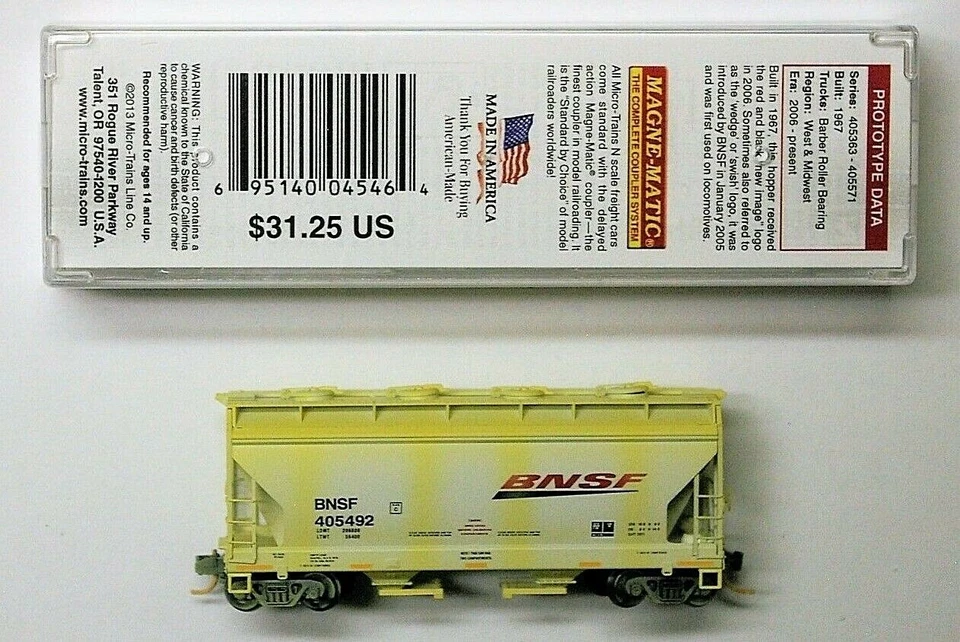 PROTOTYPE DATA
Series: 405363 - 405571
Built: 1967
Trucks: Barber Roller Bearing
Region: West & Midwest
Era: 2006 - present
Built in 1967, this hopper received
the red and black "new image" logo
in 2006. Sometimes also referred to
as the 'wedge' or 'swish' logo, it was
introduced by BNSF in January 2005
and was first used on locomotives.
MAGNE-MATIC®
THE COMPLETE COUPLER SYSTEM
All Micro-Trains N scale freight cars
come standard with the delayed
action Magne-Matic® coupler—the
finest coupler in model railroading. It
is the "Standard by Choice" of model
railroaders worldwide!
MADE IN AMERICA
Thank You For Buying
American-Made
6 95140 04546 4
$31.25 US
WARNING: This product contains a
chemical known to the State of California
to cause cancer and birth defects (or other
reproductive harm).
Recommended for ages 14 and up.
©2013 Micro-Trains Line Co.
351 Rogue River Parkway
Talent, OR 97540-1200 U.S.A.
www.micro-trains.com
BNSF
BNSF
405492